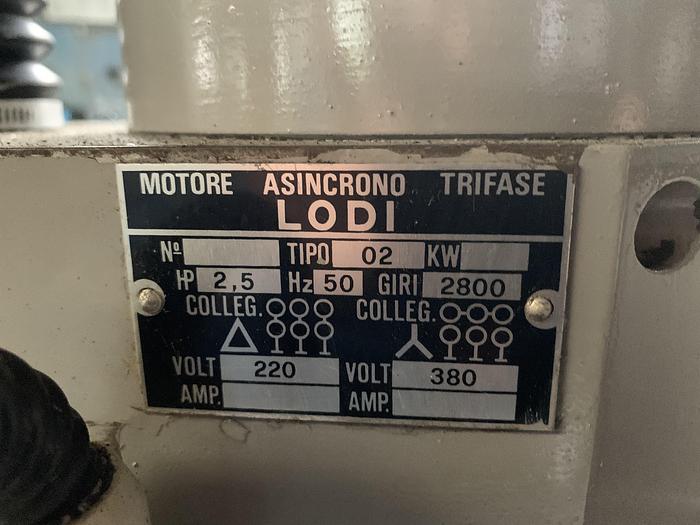 MOTORE ASINCRONO TRIFASE
LODI
Nº TIPO 02 KW
HP 2,5 Hz 50 GIRI 2800
COLLEG. COLLEG.
VOLT 220 VOLT 380
AMP. AMP.